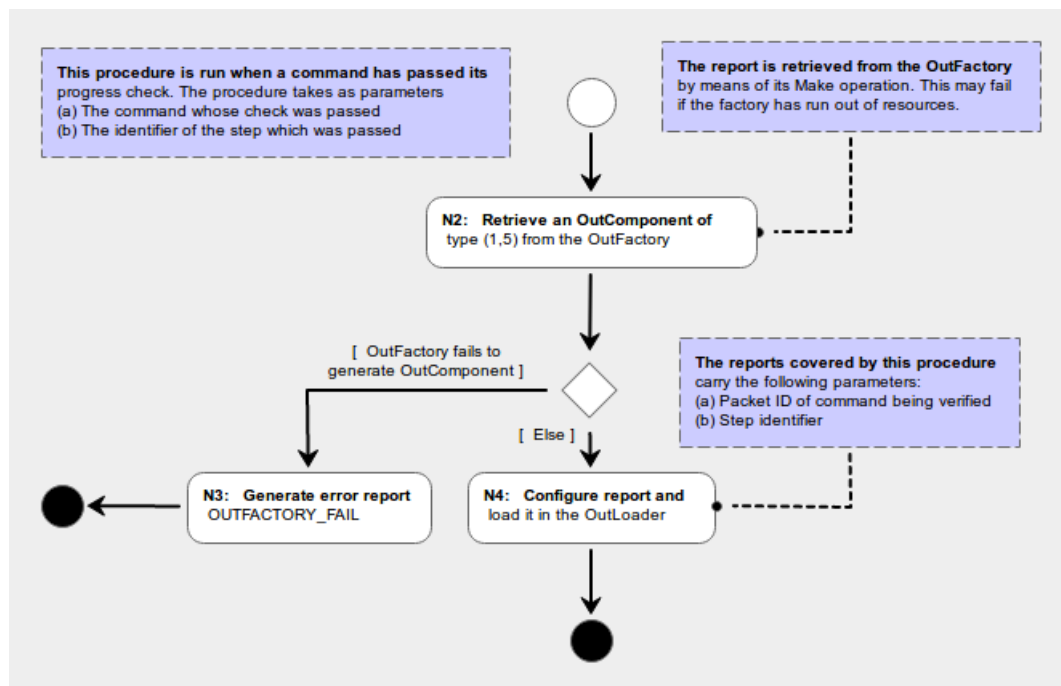 This procedure is run when a command has passed its
progress check. The procedure takes as parameters
(a) The command whose check was passed
(b) The identifier of the step which was passed
The report is retrieved from the OutFactory
by means of its Make operation. This may fail
if the factory has run out of resources.
N2: Retrieve an OutComponent of
type (1,5) from the OutFactory
[ OutFactory fails to
generate OutComponent ]
The reports covered by this procedure
carry the following parameters:
(a) Packet ID of command being verified
(b) Step identifier
[ Else ]
N3: Generate error report
OUTFACTORY_FAIL
N4: Configure report and
load it in the OutLoader